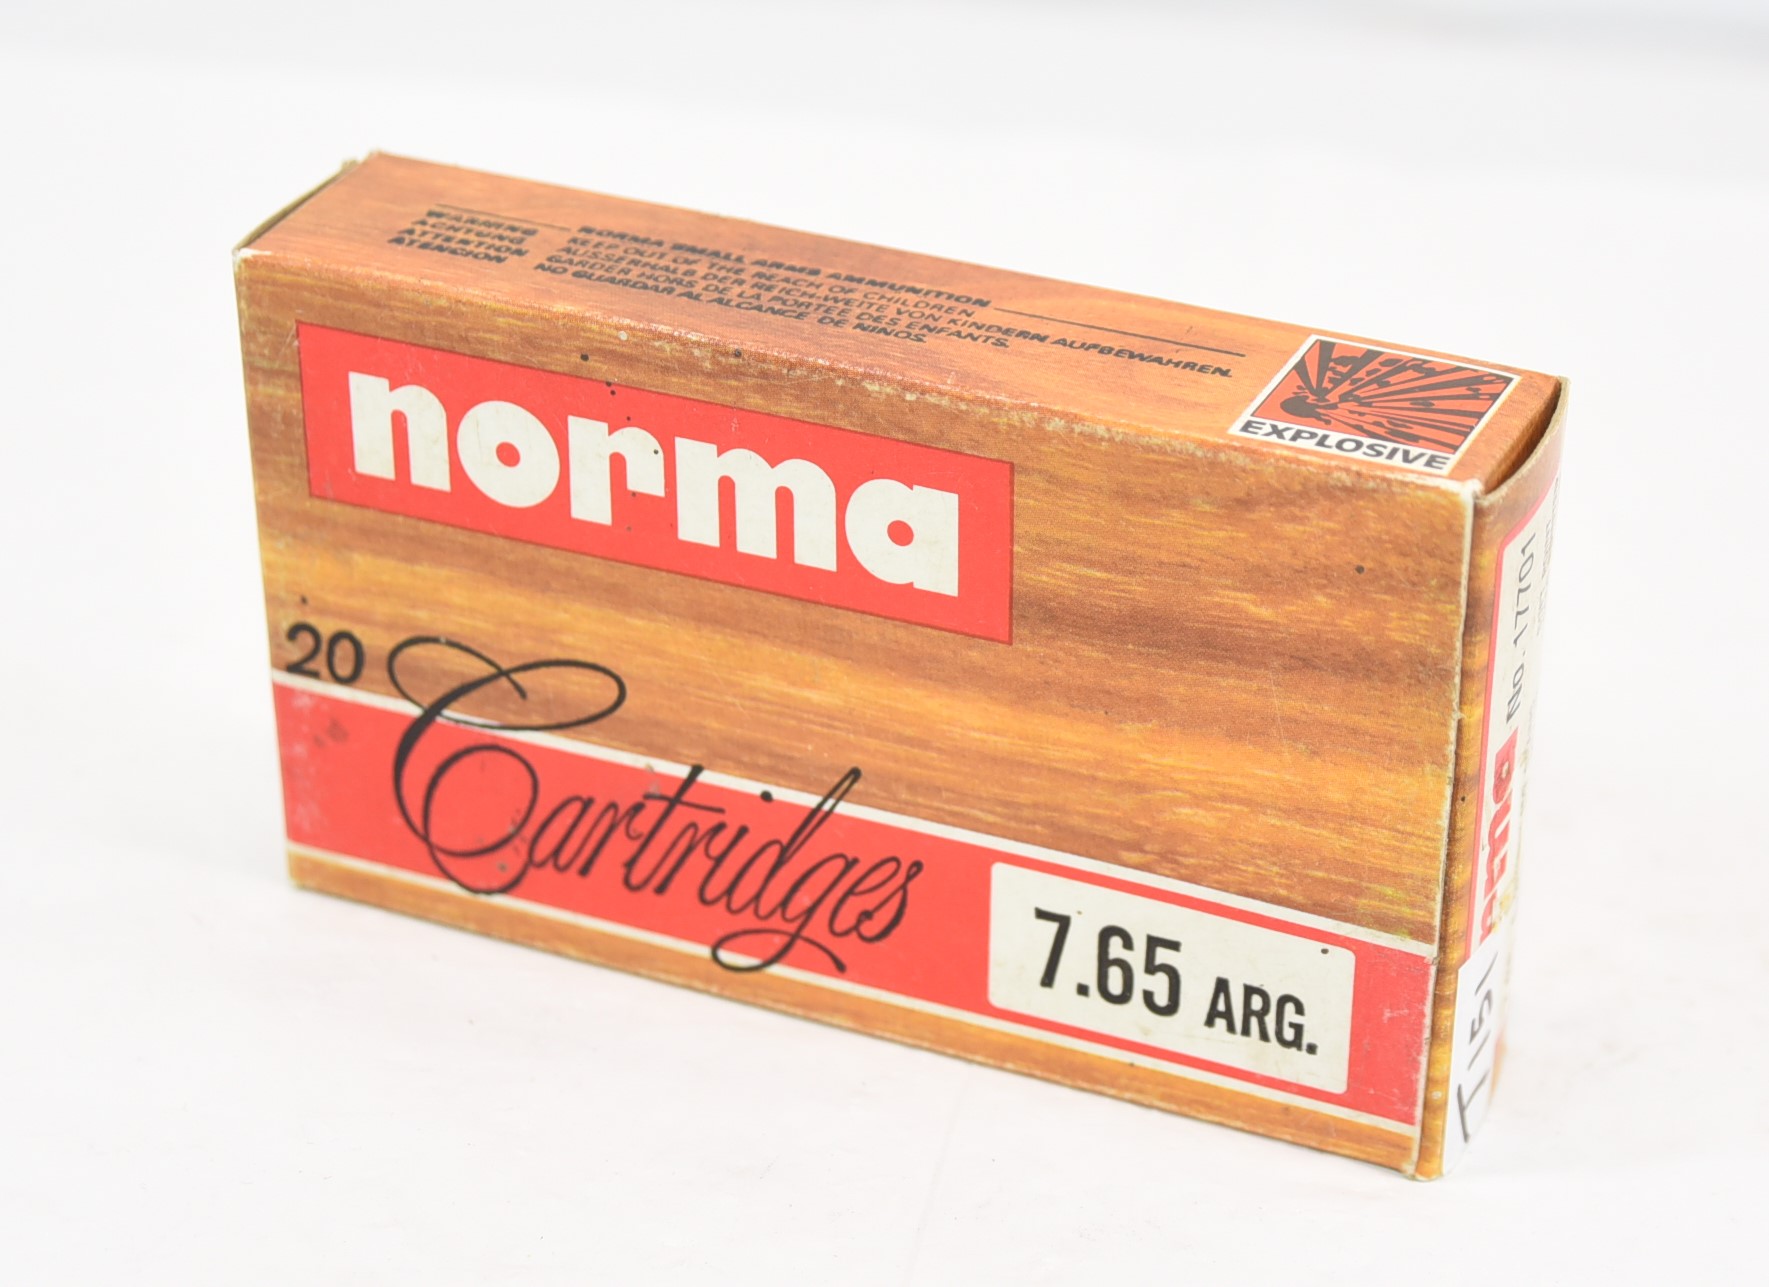 WARNING
ACHTUNG
ATTENTION
ATENCION
NORMA SMALL ARMS AMMUNITION
KEEP OUT OF THE REACH OF CHILDREN
AUSSERHALB DER REICH-WEITE VON KINDERN AUFBEWAHREN.
GARDER HORS DE LA PORTEE DES ENFANTS.
NO GUARDAR AL ALCANCE DE NINOS.
EXPLOSIVE
norma
20 Cartridges
7.65 ARG.
No. 17701